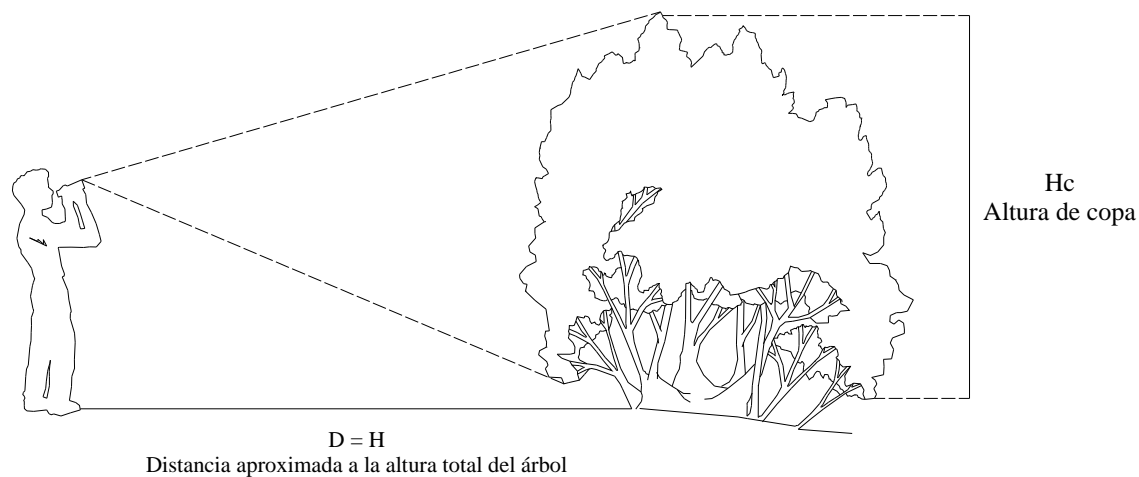 Hc
Altura de copa
D = H
Distancia aproximada a la altura total del árbol